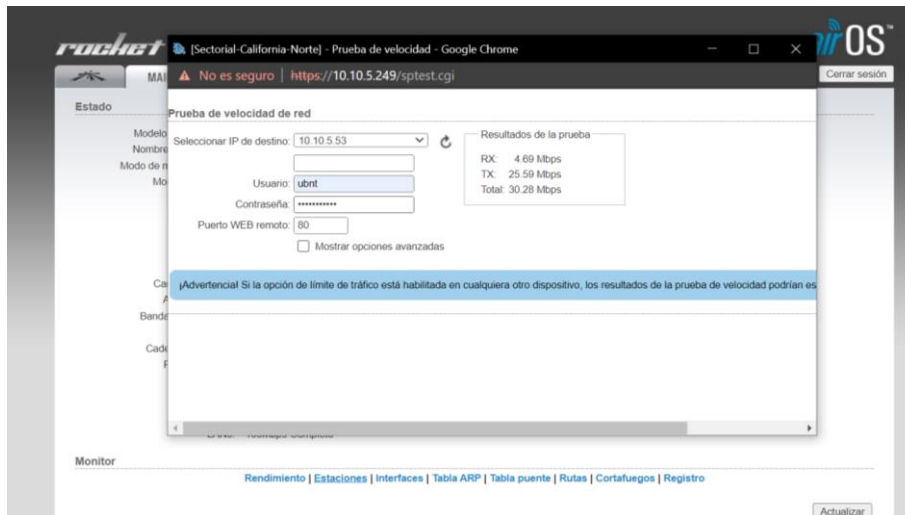 rocket
[Sectorial-California-Norte] - Prueba de velocidad - Google Chrome
airOS
MAI
No es seguro | https://10.10.5.249/sptest.cgi
Cerrar sesión
Estado
Prueba de velocidad de red
Modelo
Seleccionar IP de destino: 10.10.5.53
Resultados de la prueba
Nombre
RX: 4.69 Mbps
Modo de
TX: 25.59 Mbps
Usuario: ubnt
Total: 30.28 Mbps
Contraseña: •••••••••••
Puerto WEB remoto: 80
Mostrar opciones avanzadas
¡Advertencia! Si la opción de límite de tráfico está habilitada en cualquiera otro dispositivo, los resultados de la prueba de velocidad podrían es
Banda
Monitor
Rendimiento | Estaciones | Interfaces | Tabla ARP | Tabla puente | Rutas | Cortafuegos | Registro
Actualizar